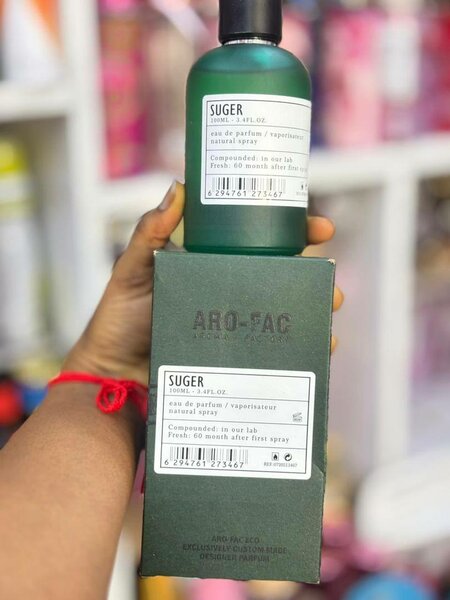 SUGER
100ML - 3.4FL.OZ.
eau de parfum / vaporisateur
natural spray
Compounded: in our lab
Fresh: 60 month after first spray
6 294761 273467
ARO-FAC
AROMA FACTORY
SUGER
100ML - 3.4FL.OZ.
eau de parfum / vaporisateur
natural spray
Compounded: in our lab
Fresh: 60 month after first spray
6 294761 273467
ARO-FAC ECO
EXCLUSIVELY CUSTOM MADE
DESIGNER PARFUM